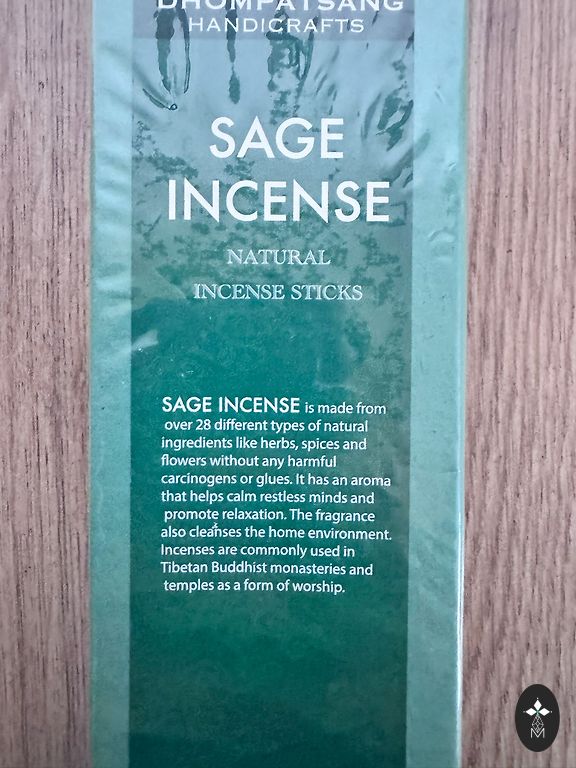 DHOMPATSANG
HANDICRAFTS
SAGE
INCENSE
NATURAL
INCENSE STICKS
SAGE INCENSE is made from
over 28 different types of natural
ingredients like herbs, spices and
flowers without any harmful
carcinogens or glues. It has an aroma
that helps calm restless minds and
promote relaxation. The fragrance
also cleanses the home environment.
Incenses are commonly used in
Tibetan Buddhist monasteries and
temples as a form of worship.
M